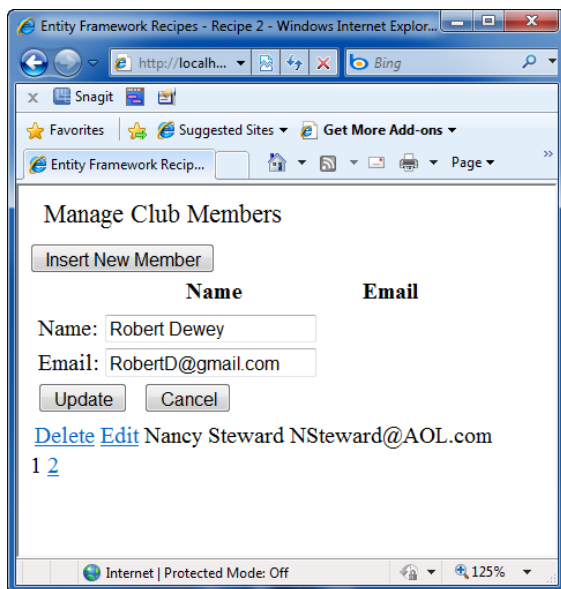 Entity Framework Recipes - Recipe 2 - Windows Internet Explor...
http://localh...
Bing
x Snagit
Favorites Suggested Sites Get More Add-ons
Entity Framework Recip... Page »
Manage Club Members
Insert New Member
Name Email
Name: Robert Dewey
Email: RobertD@gmail.com
Update Cancel
Delete Edit Nancy Steward NSteward@AOL.com
1 2
Internet | Protected Mode: Off 125%